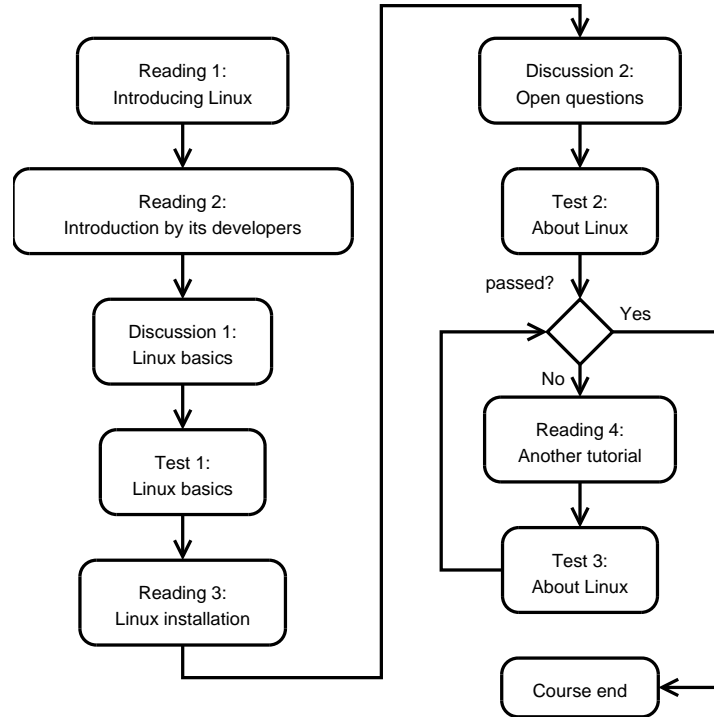 Reading 1:
Introducing Linux
Reading 2:
Introduction by its developers
Discussion 1:
Linux basics
Test 1:
Linux basics
Reading 3:
Linux installation
Discussion 2:
Open questions
Test 2:
About Linux
passed?
Yes
No
Reading 4:
Another tutorial
Test 3:
About Linux
Course end